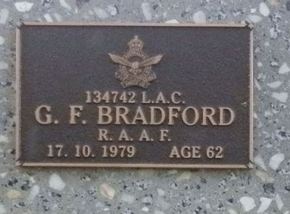 134742 L.A.C.
G. F. BRADFORD
R. A. A. F.
17. 10. 1979 AGE 62